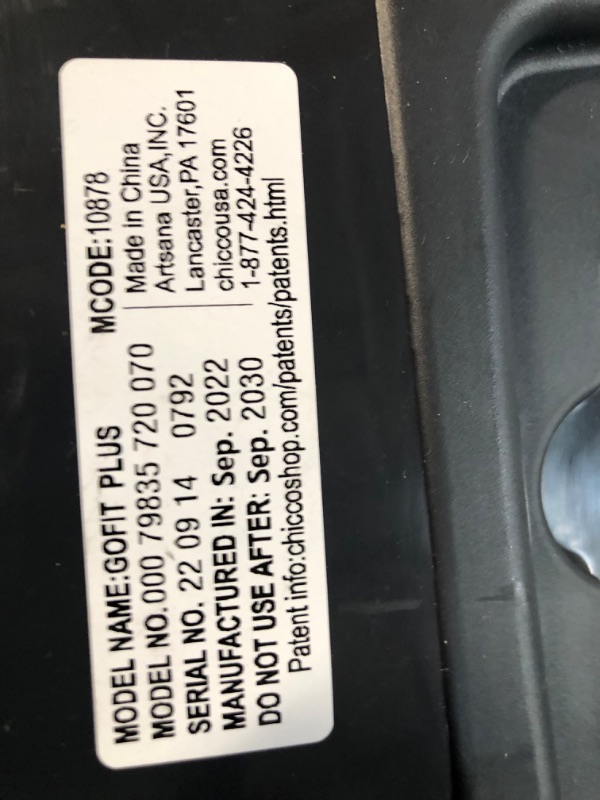 MODEL NAME:GOFIT PLUS MCODE:10878
MODEL NO. 000 79835 720 070
SERIAL NO. 22 09 14 0792
MANUFACTURED IN: Sep. 2022
DO NOT USE AFTER: Sep. 2030
Made in China
Artsana USA,INC.
Lancaster,PA 17601
chiccousa.com
1-877-424-4226
Patent info:chiccoshop.com/patents/patents.html